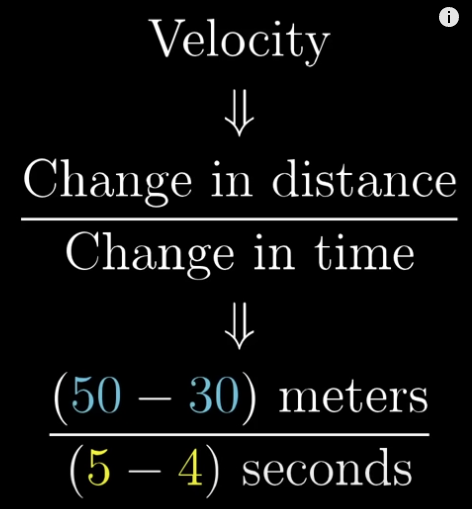 Velocity
⇓
Change in distance
Change in time
⇓
(50 − 30) meters
(5 − 4) seconds